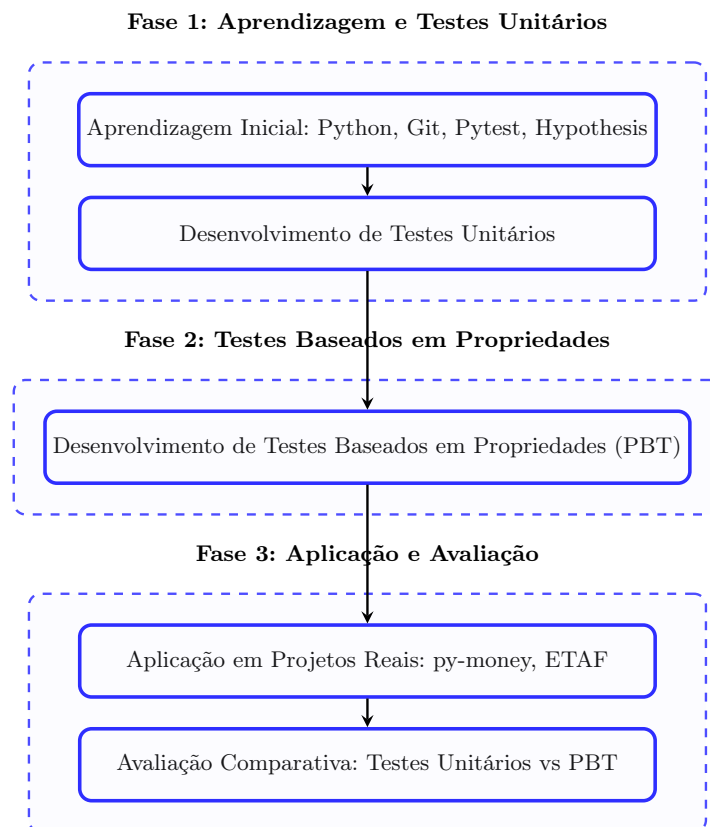 Fase 1: Aprendizagem e Testes Unitários
Aprendizagem Inicial: Python, Git, Pytest, Hypothesis
Desenvolvimento de Testes Unitários
Fase 2: Testes Baseados em Propriedades
Desenvolvimento de Testes Baseados em Propriedades (PBT)
Fase 3: Aplicação e Avaliação
Aplicação em Projetos Reais: py-money, ETAF
Avaliação Comparativa: Testes Unitários vs PBT